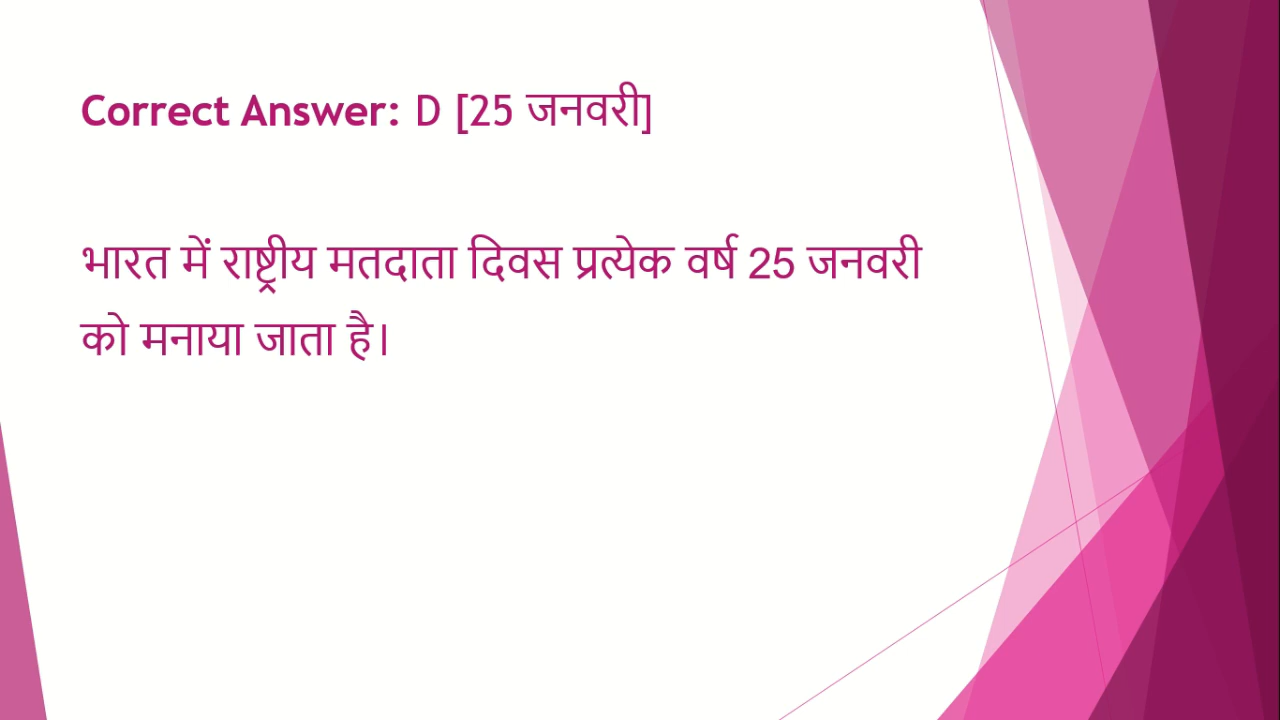 Correct Answer: D [25 जनवरी]
भारत में राष्ट्रीय मतदाता दिवस प्रत्येक वर्ष 25 जनवरी
को मनाया जाता है।